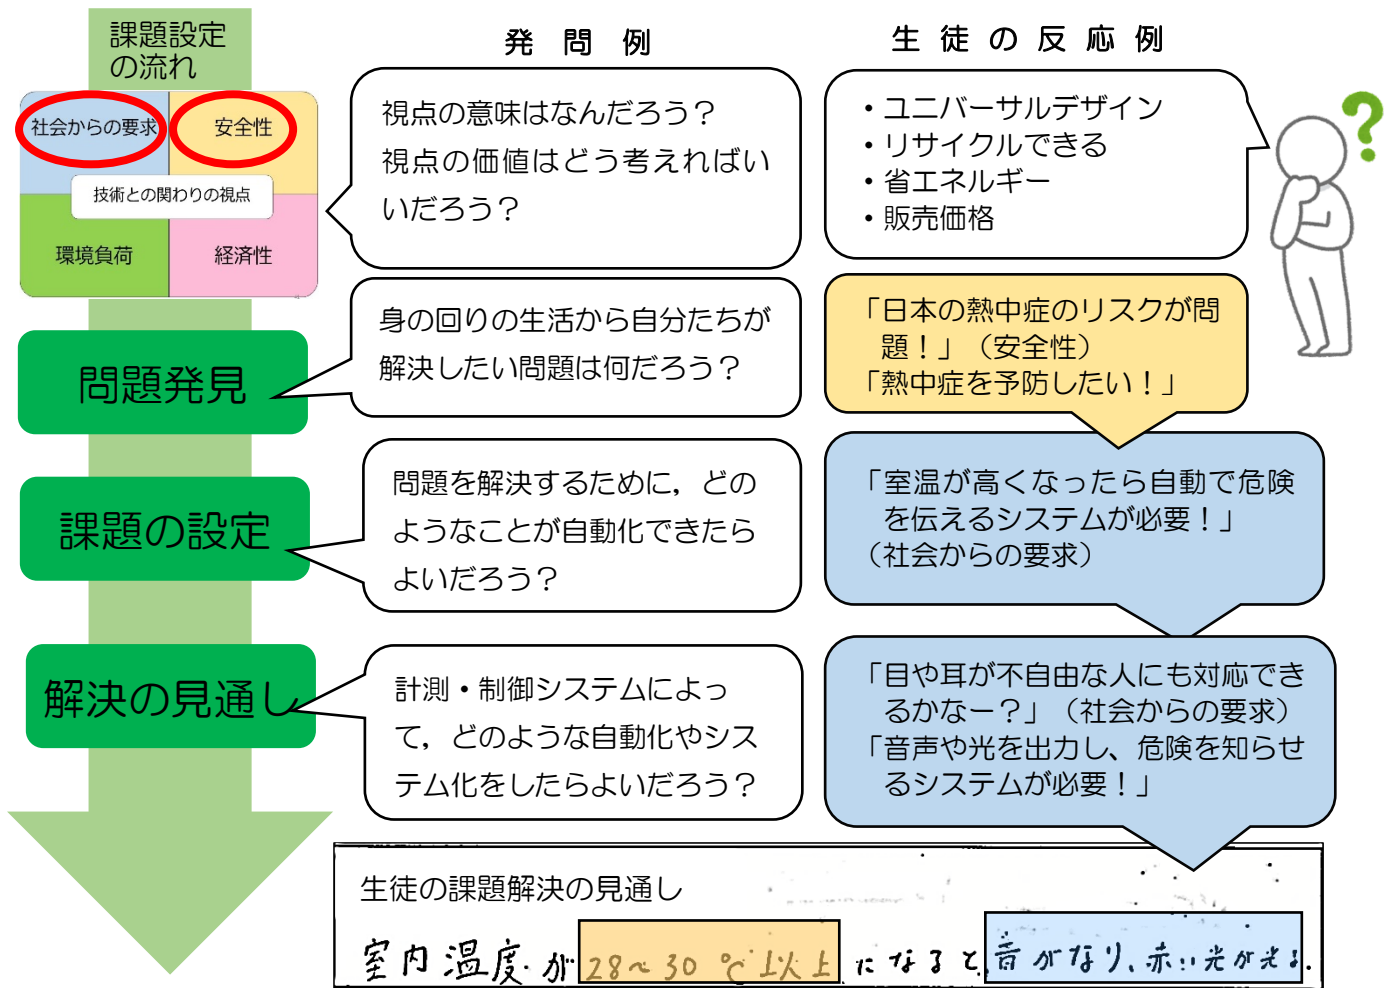 課題設定
の流れ
発問例
生徒の反応例
社会からの要求
安全性
技術との関わりの視点
環境負荷
経済性
視点の意味はなんだろう？
視点の価値はどう考えればい
いだろう？
・ユニバーサルデザイン
・リサイクルできる
・省エネルギー
・販売価格
?
問題発見
身の回りの生活から自分たちが
解決したい問題は何だろう？
「日本の熱中症のリスクが問
題！」（安全性）
「熱中症を予防したい！」
課題の設定
問題を解決するために，どの
ようなことが自動化できたら
よいだろう？
「室温が高くなったら自動で危険
を伝えるシステムが必要！」
（社会からの要求）
解決の見通し
計測・制御システムによっ
て，どのような自動化やシス
テム化をしたらよいだろう？
「目や耳が不自由な人にも対応でき
るかなー？」（社会からの要求）
「音声や光を出力し、危険を知らせ
るシステムが必要！」
生徒の課題解決の見通し
室内温度が28~30℃以上になると音がなり、赤い光が光る.